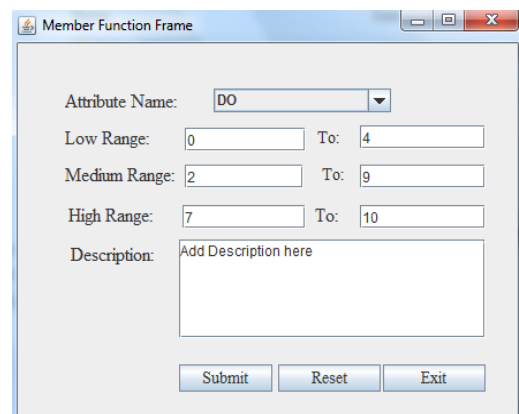 Member Function Frame
Attribute Name: DO
Low Range: 0 To: 4
Medium Range: 2 To: 9
High Range: 7 To: 10
Description: Add Description here
Submit Reset Exit